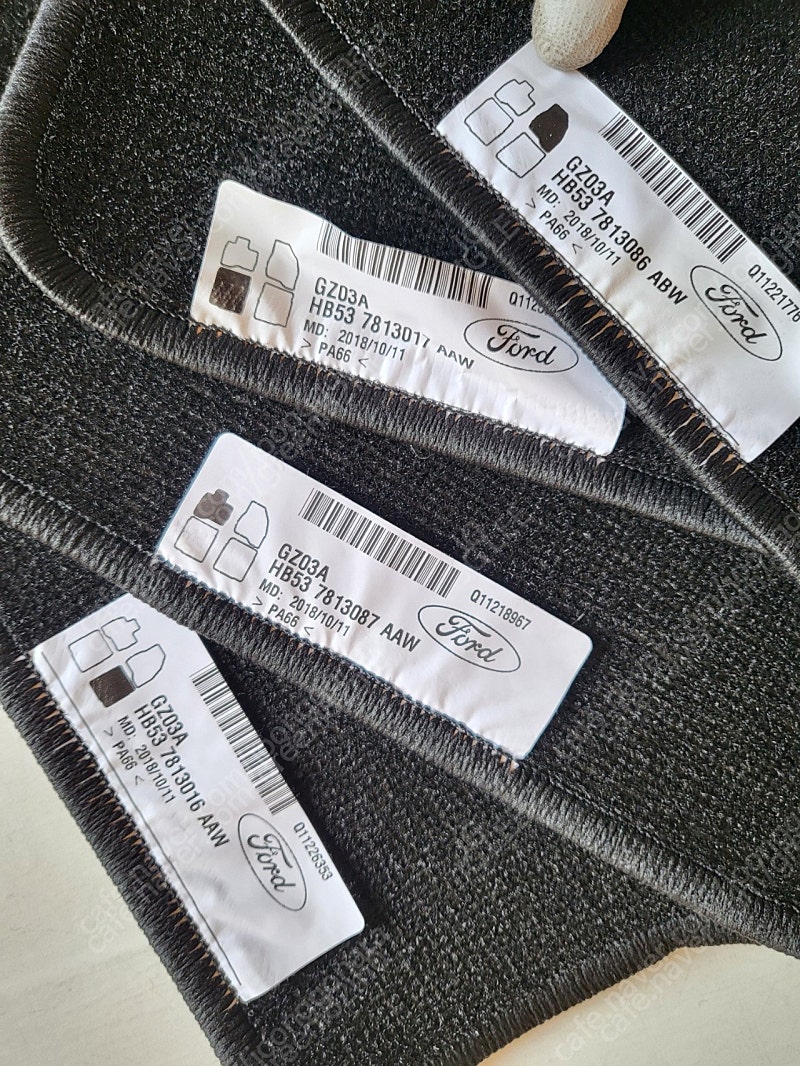 Q11221776
GZ03A
HB53 7813086 ABW
MD: 2018/10/11
> PA66 <
Ford
GZ03A
HB53 7813017 AAW
MD: 2018/10/11
> PA66 <
Ford
Q11218967
GZ03A
HB53 7813087 AAW
MD: 2018/10/11
> PA66 <
Ford
GZ03A
HB53 7813016 AAW
MD: 2018/10/11
> PA66 <
Q11226353
Ford